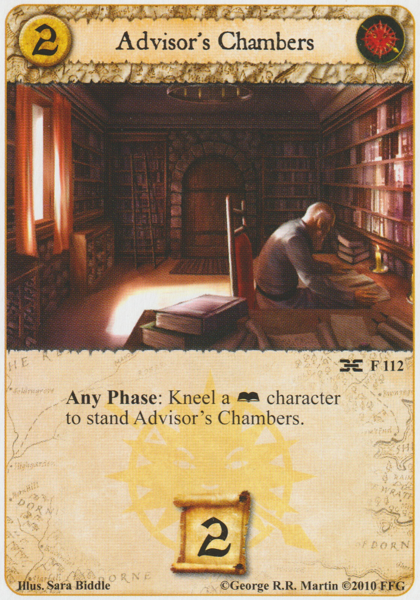 2
Advisor's Chambers
F 112
Any Phase: Kneel a character
to stand Advisor's Chambers.
2
DORNE
Illus. Sara Biddle
©George R.R. Martin ©2010 FFG